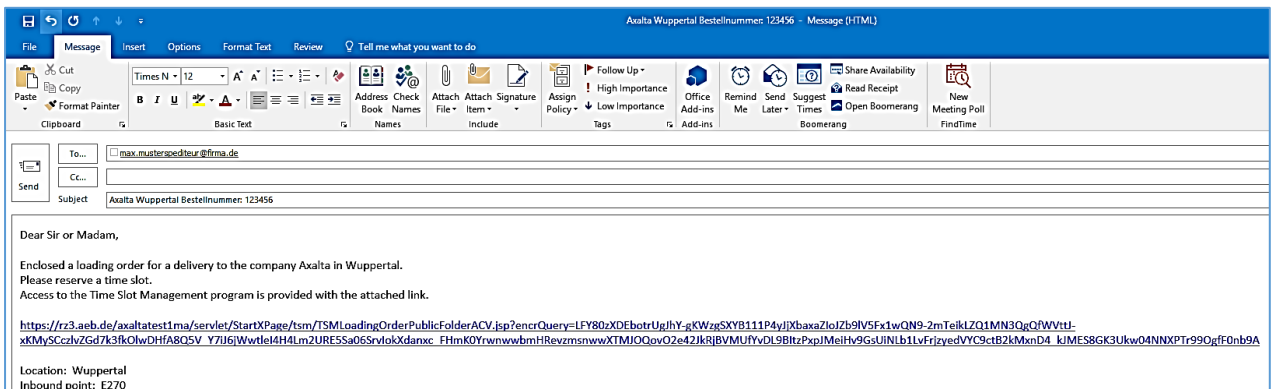 Axalta Wuppertal Bestellnummer: 123456 - Message (HTML)
File Message Insert Options Format Text Review Tell me what you want to do
Paste
Cut
Copy
Format Painter
Clipboard
Times N 12
B I U
Basic Text
Address Book
Check Names
Names
Attach File
Attach Item
Signature
Include
Assign Policy
Follow Up
High Importance
Low Importance
Tags
Office Add-ins
Add-ins
Remind Me
Send Later
Suggest Times
Share Availability
Read Receipt
Open Boomerang
Boomerang
New Meeting Poll
FindTime
Send
To... max.musterspediteur@firma.de
Cc...
Subject Axalta Wuppertal Bestellnummer: 123456
Dear Sir or Madam,
Enclosed a loading order for a delivery to the company Axalta in Wuppertal.
Please reserve a time slot.
Access to the Time Slot Management program is provided with the attached link.
Location: Wuppertal
Inbound point: E270